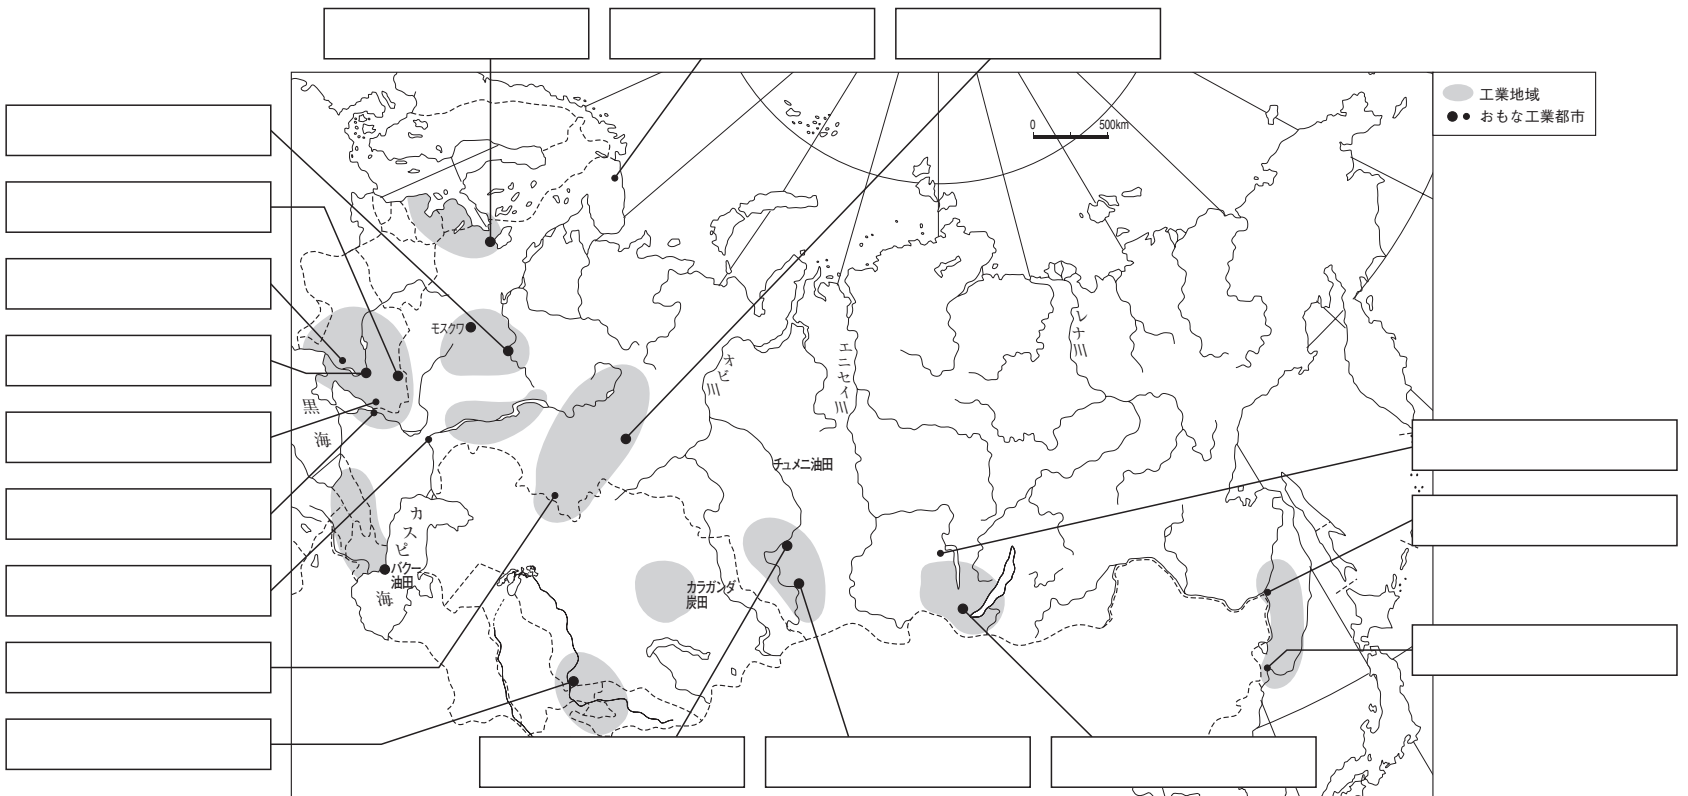 工業地域
おもな工業都市
0 500km
モスクワ
オビ川
エニセイ川
レナ川
黒海
チュメニ油田
カスピ海
バクー
油田
カラガンダ
炭田